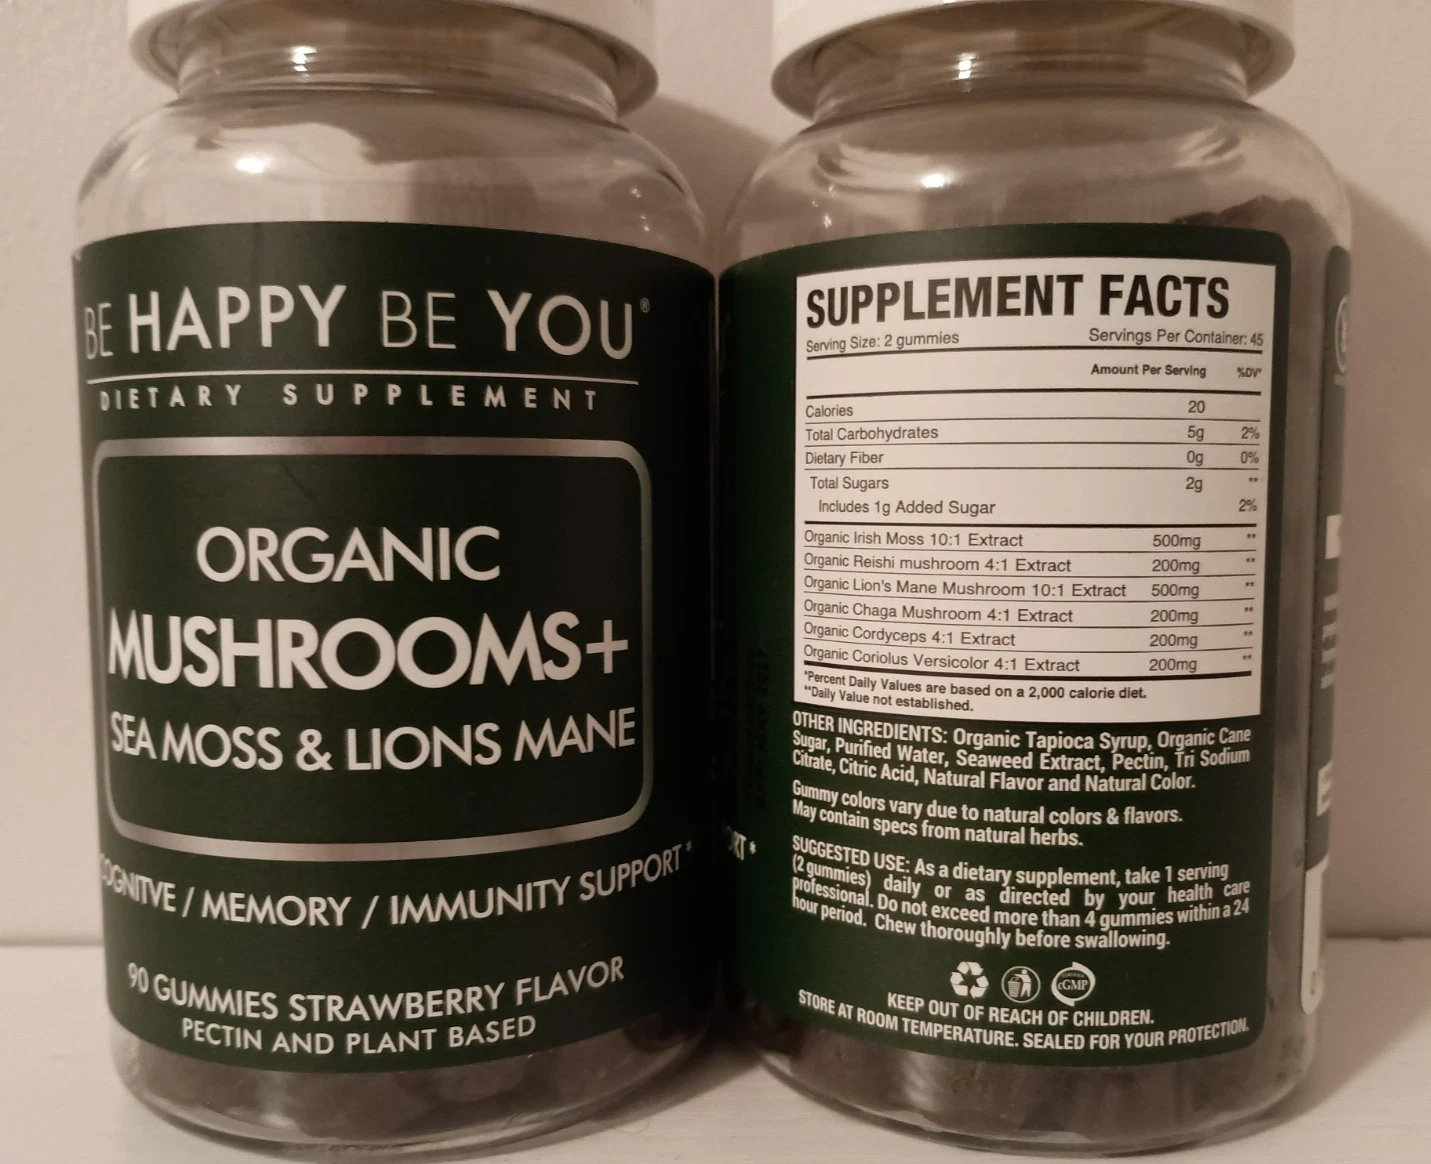 BE HAPPY BE YOU®
DIETARY SUPPLEMENT
ORGANIC
MUSHROOMS+
SEA MOSS & LIONS MANE
COGNITVE / MEMORY / IMMUNITY SUPPORT*
90 GUMMIES STRAWBERRY FLAVOR
PECTIN AND PLANT BASED
ORT*
SUPPLEMENT FACTS
Serving Size: 2 gummies Servings Per Container: 45
Amount Per Serving %DV*
Calories 20
Total Carbohydrates 5g 2%
Dietary Fiber 0g 0%
Total Sugars 2g **
Includes 1g Added Sugar 2%
Organic Irish Moss 10:1 Extract 500mg **
Organic Reishi mushroom 4:1 Extract 200mg **
Organic Lion's Mane Mushroom 10:1 Extract 500mg **
Organic Chaga Mushroom 4:1 Extract 200mg **
Organic Cordyceps 4:1 Extract 200mg **
Organic Coriolus Versicolor 4:1 Extract 200mg **
*Percent Daily Values are based on a 2,000 calorie diet.
**Daily Value not established.
OTHER INGREDIENTS: Organic Tapioca Syrup, Organic Cane
Sugar, Purified Water, Seaweed Extract, Pectin, Tri Sodium
Citrate, Citric Acid, Natural Flavor and Natural Color.
Gummy colors vary due to natural colors & flavors.
May contain specs from natural herbs.
SUGGESTED USE: As a dietary supplement, take 1 serving
(2 gummies) daily or as directed by your health care
professional. Do not exceed more than 4 gummies within a 24
hour period. Chew thoroughly before swallowing.
CERTIFIED
cGMP
KEEP OUT OF REACH OF CHILDREN.
STORE AT ROOM TEMPERATURE. SEALED FOR YOUR PROTECTION.